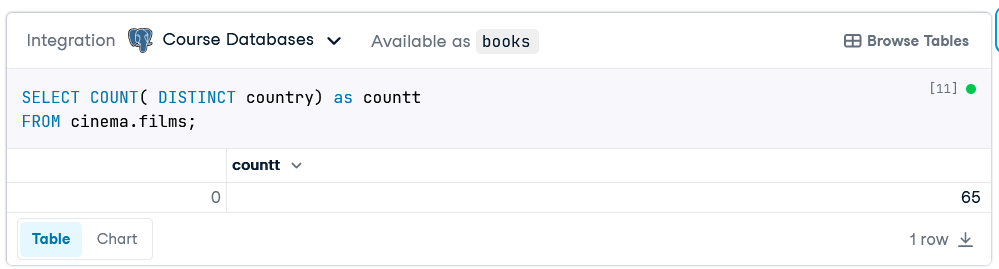 Integration Course Databases Available as books Browse Tables
SELECT COUNT( DISTINCT country) as countt [11]
FROM cinema.films;
countt
0 65
Table Chart 1 row